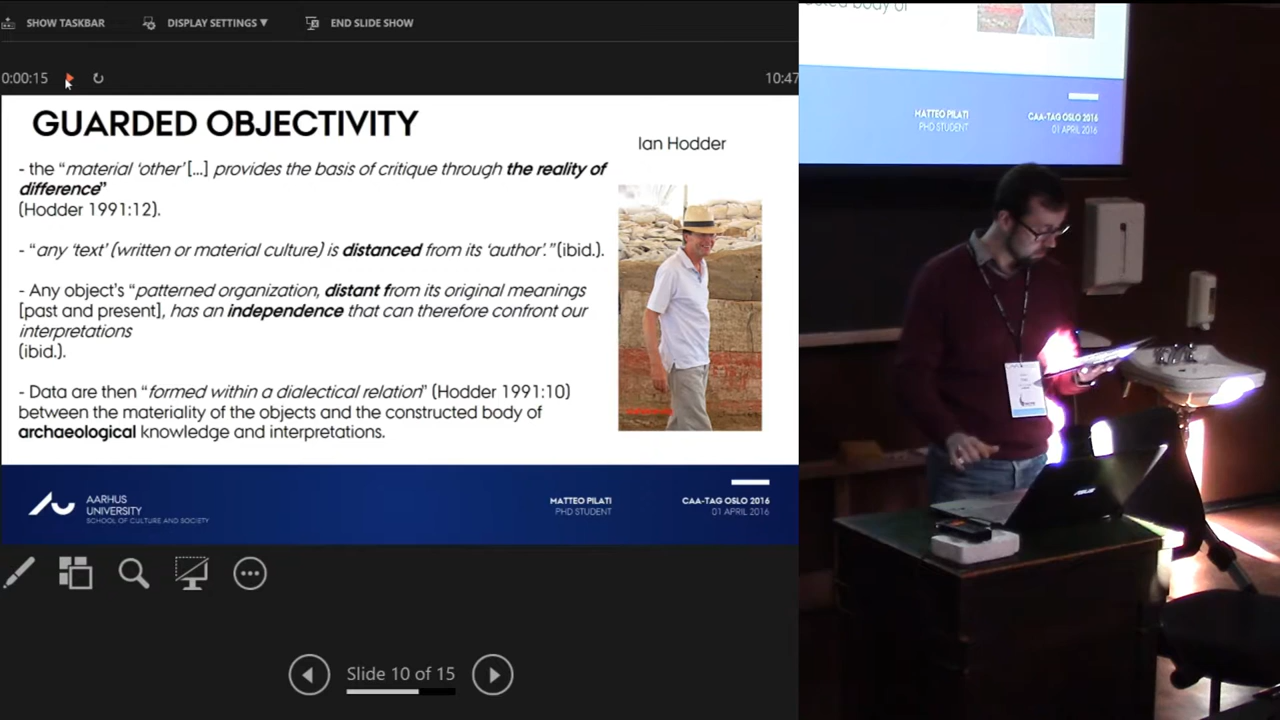 SHOW TASKBAR
DISPLAY SETTINGS ▼
END SLIDE SHOW
0:00:15
10:47
GUARDED OBJECTIVITY
Ian Hodder
- the “material ‘other’ [...] provides the basis of critique through the reality of
difference”
(Hodder 1991:12).
- “any ‘text’ (written or material culture) is distanced from its ‘author’.” (ibid.).
- Any object’s “patterned organization, distant from its original meanings
[past and present], has an independence that can therefore confront our
interpretations
(ibid.).
- Data are then “formed within a dialectical relation” (Hodder 1991:10)
between the materiality of the objects and the constructed body of
archaeological knowledge and interpretations.
AARHUS
UNIVERSITY
SCHOOL OF CULTURE AND SOCIETY
MATTEO PILATI
PHD STUDENT
CAA-TAG OSLO 2016
01 APRIL 2016
Slide 10 of 15
body of
MATTEO PILATI
PHD STUDENT
CAA-TAG OSLO 2016
01 APRIL 2016
ASUS